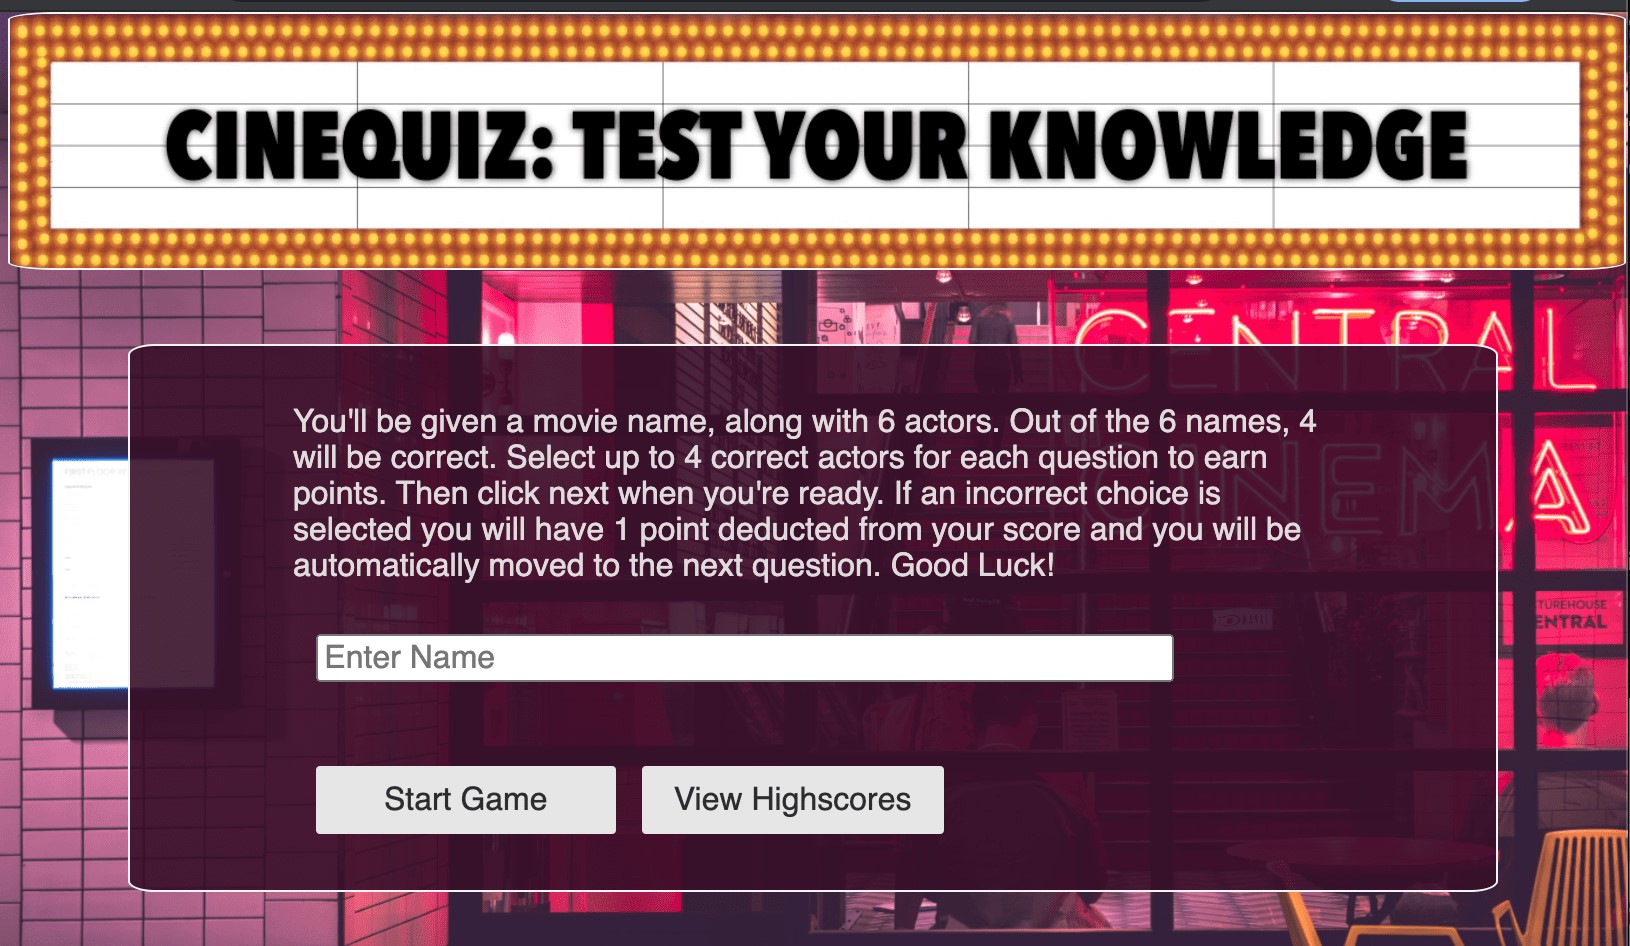 CINEQUIZ: TEST YOUR KNOWLEDGE
CENTRAL
CINEMA
You'll be given a movie name, along with 6 actors. Out of the 6 names, 4
will be correct. Select up to 4 correct actors for each question to earn
points. Then click next when you're ready. If an incorrect choice is
selected you will have 1 point deducted from your score and you will be
automatically moved to the next question. Good Luck!
Enter Name
TUREHOUSE
ENTRAL
Start Game
View Highscores